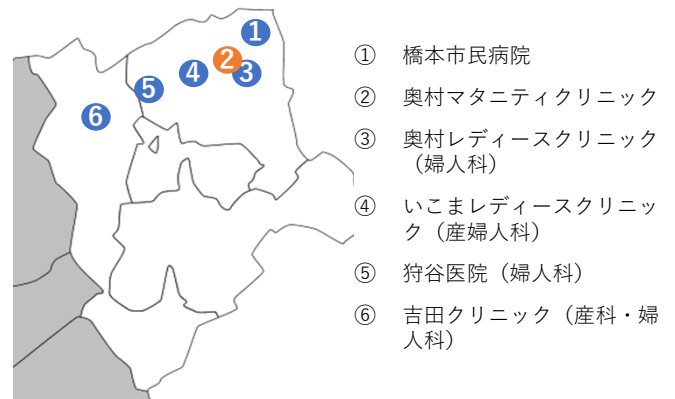 1
2
3
4
5
6
① 橋本市民病院
② 奥村マタニティクリニック
③ 奥村レディースクリニック
（婦人科）
④ いこまレディースクリニッ
ク（産婦人科）
⑤ 狩谷医院（婦人科）
⑥ 吉田クリニック（産科・婦
人科）